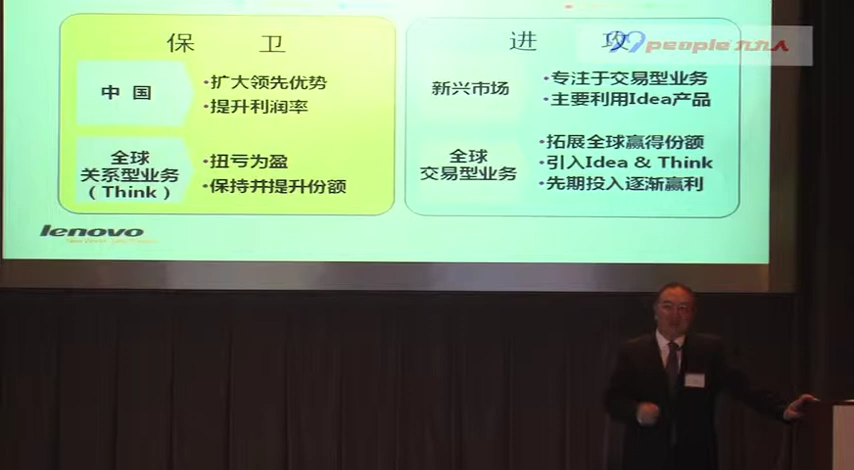 保 卫
进 攻
99people 九九人
中 国
•扩大领先优势
•提升利润率
新兴市场
•专注于交易型业务
•主要利用Idea产品
全球
关系型业务
（Think）
•扭亏为盈
•保持并提升份额
全球
交易型业务
•拓展全球赢得份额
•引入Idea & Think
•先期投入逐渐赢利
lenovo